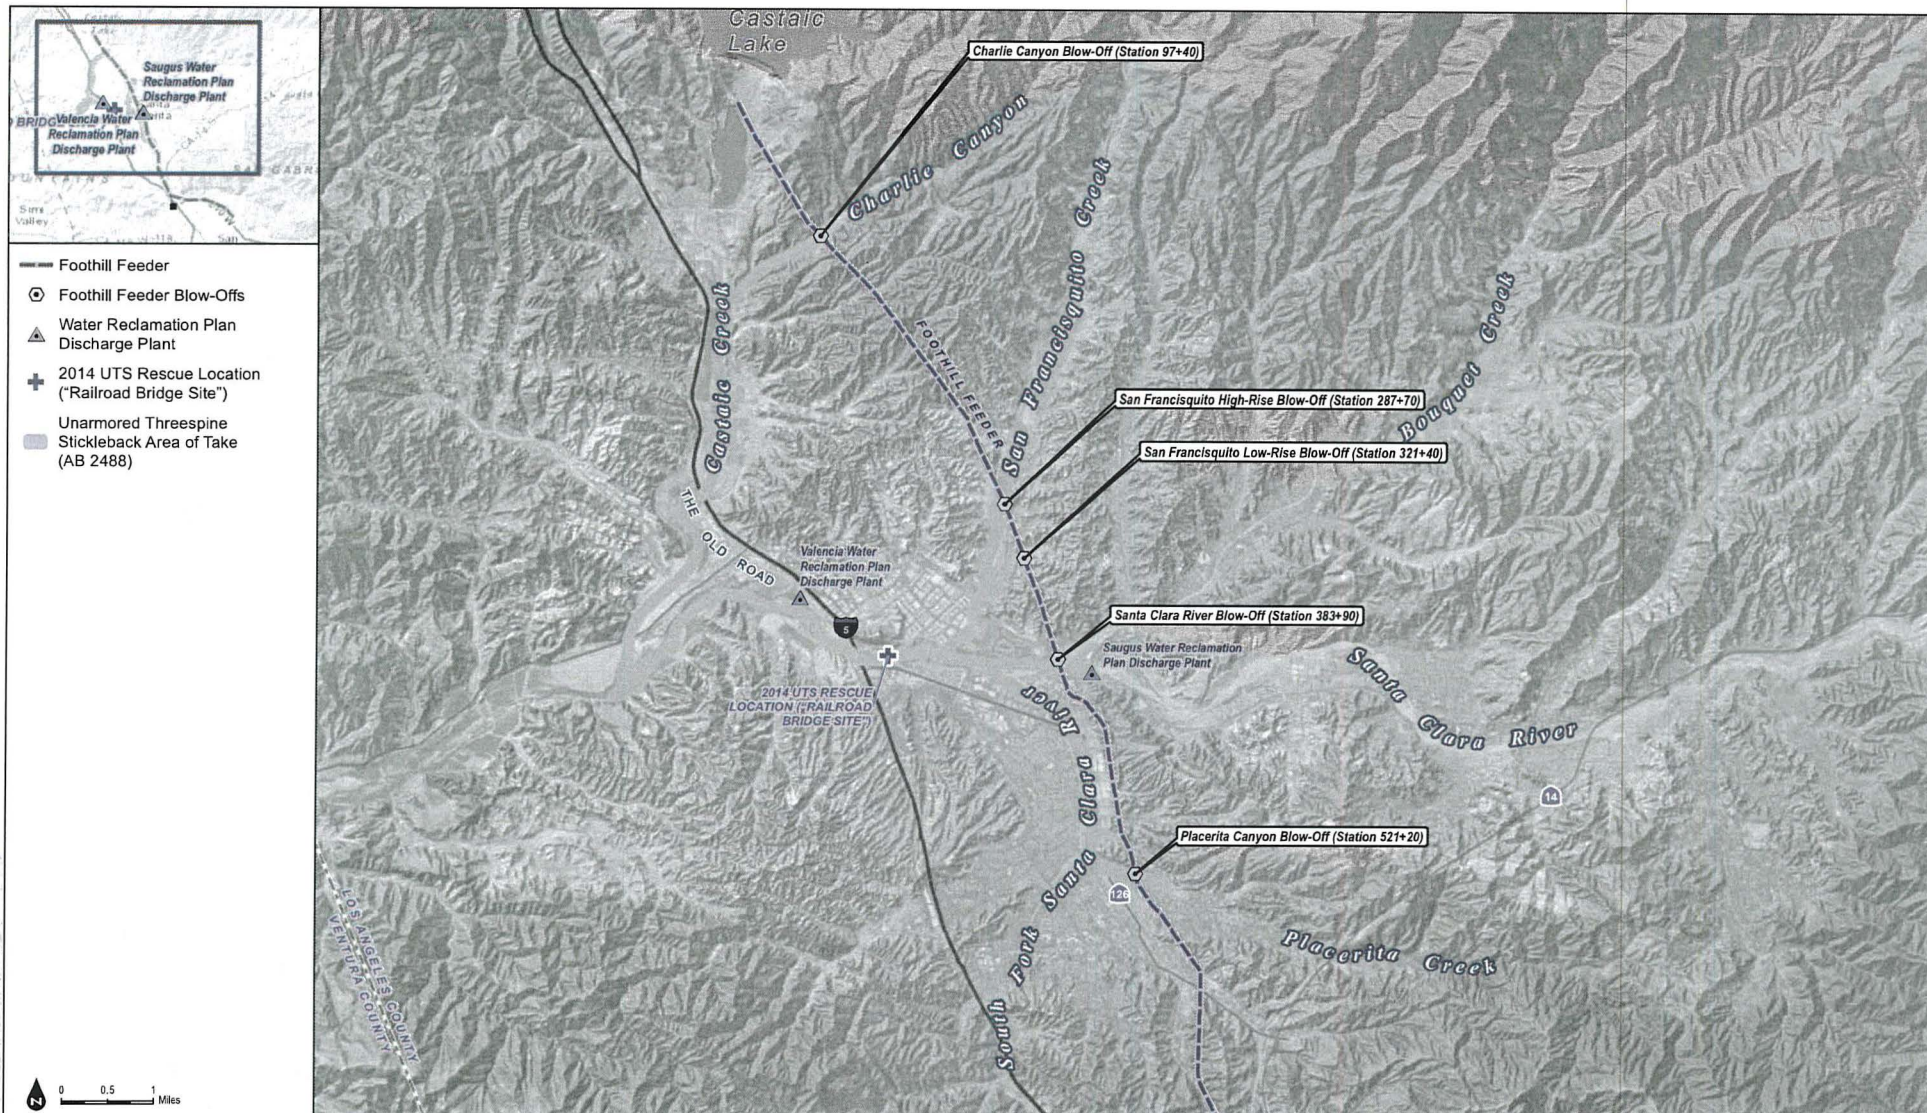 Castaic
Lake
Saugus Water
Reclamation Plan
Discharge Plant
Valencia Water
Reclamation Plan
Discharge Plant
Simi
Valley
San
Foothill Feeder
Foothill Feeder Blow-Offs
Water Reclamation Plan
Discharge Plant
2014 UTS Rescue Location
("Railroad Bridge Site")
Unarmored Threespine
Stickleback Area of Take
(AB 2488)
N
0 0.5 1
Miles
Castaic
Lake
Charlie Canyon Blow-Off (Station 97+40)
Charlie Canyon
San Francisquito Creek
Castaic Creek
FOOTHILL FEEDER
Bouquet Creek
San Francisquito High-Rise Blow-Off (Station 287+70)
San Francisquito Low-Rise Blow-Off (Station 321+40)
THE OLD ROAD
Valencia Water
Reclamation Plan
Discharge Plant
5
Santa Clara River Blow-Off (Station 383+90)
Saugus Water Reclamation
Plan Discharge Plant
2014 UTS RESCUE
LOCATION ("RAILROAD
BRIDGE SITE")
Santa Clara River
14
Placerita Canyon Blow-Off (Station 521+20)
126
South Fork Santa Clara River
Placerita Creek
LOS ANGELES COUNTY
VENTURA COUNTY